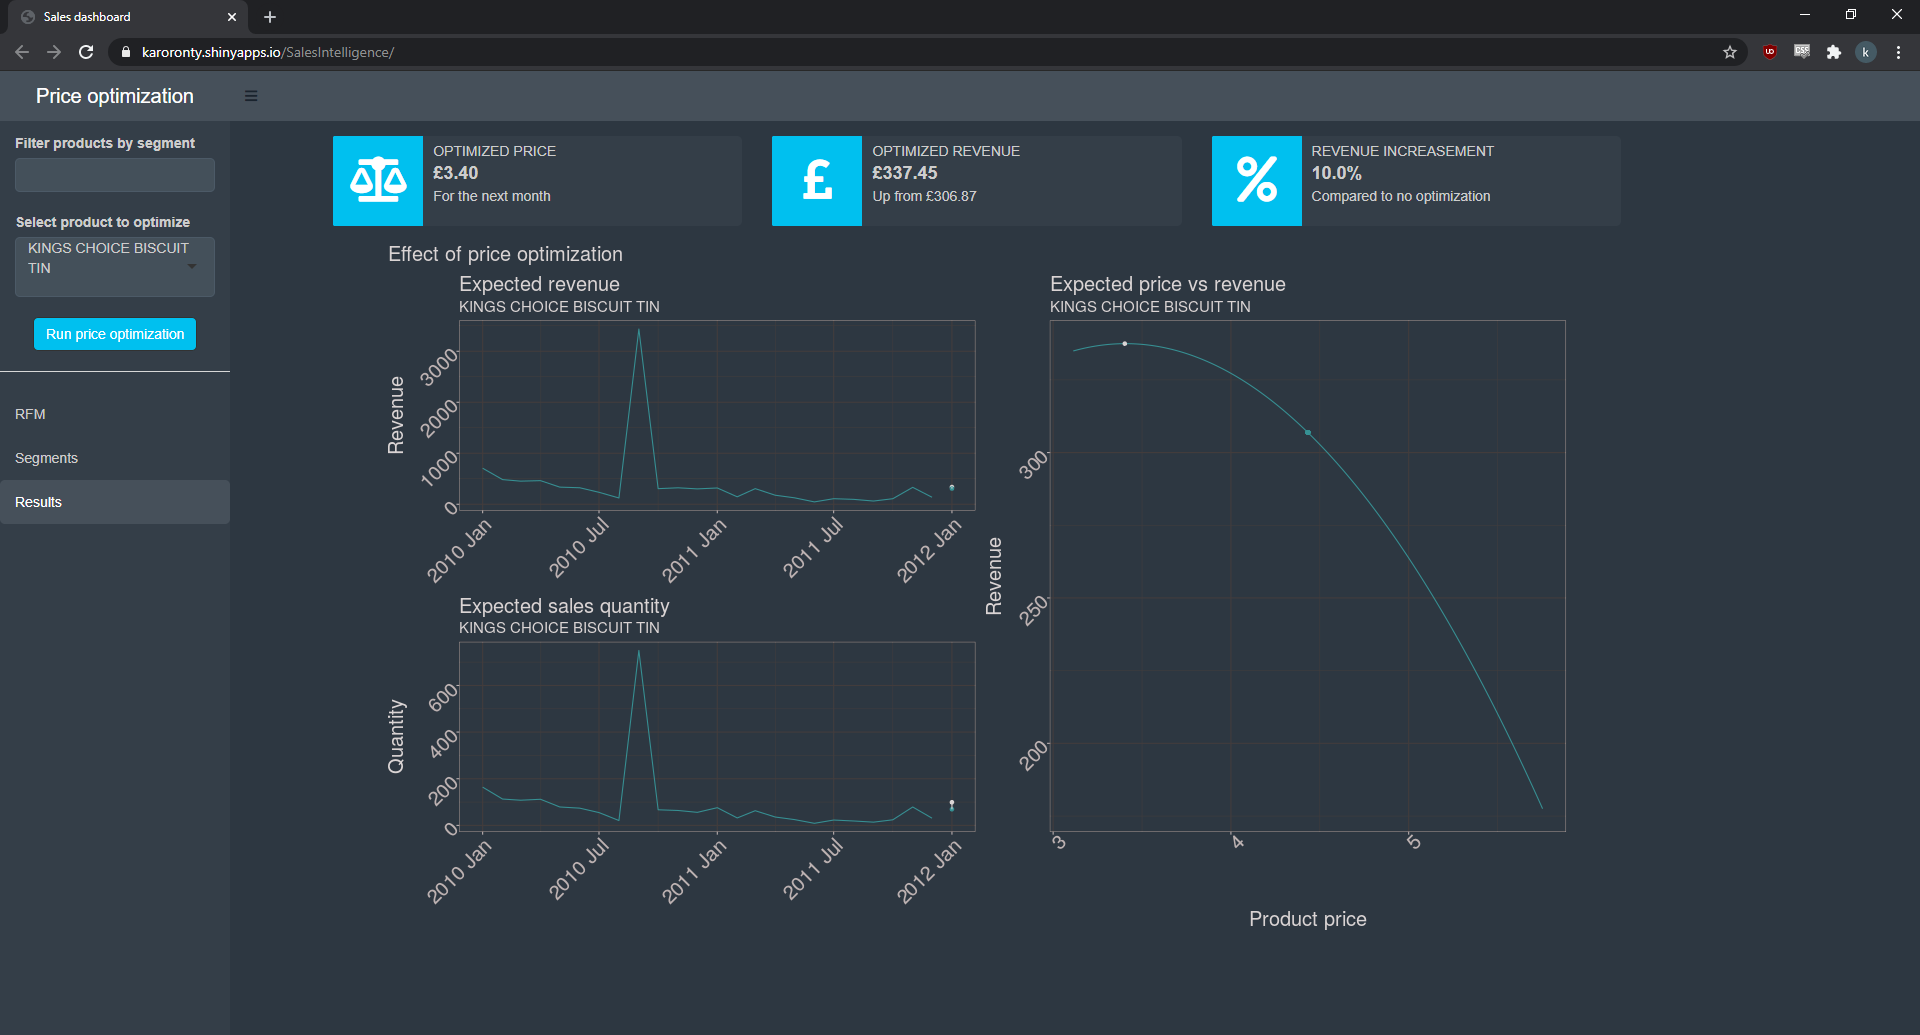 Sales dashboard
karoronty.shinyapps.io/SalesIntelligence/
UD
CSP
k
Price optimization
Filter products by segment
Select product to optimize
KINGS CHOICE BISCUIT
TIN
Run price optimization
RFM
Segments
Results
OPTIMIZED PRICE
£3.40
For the next month
£
OPTIMIZED REVENUE
£337.45
Up from £306.87
%
REVENUE INCREASEMENT
10.0%
Compared to no optimization
Effect of price optimization
Expected revenue
KINGS CHOICE BISCUIT TIN
Revenue
3000
2000
1000
0
2010 Jan
2010 Jul
2011 Jan
2011 Jul
2012 Jan
Expected sales quantity
KINGS CHOICE BISCUIT TIN
Quantity
600
400
200
0
2010 Jan
2010 Jul
2011 Jan
2011 Jul
2012 Jan
Expected price vs revenue
KINGS CHOICE BISCUIT TIN
Revenue
300
250
200
3
4
5
Product price